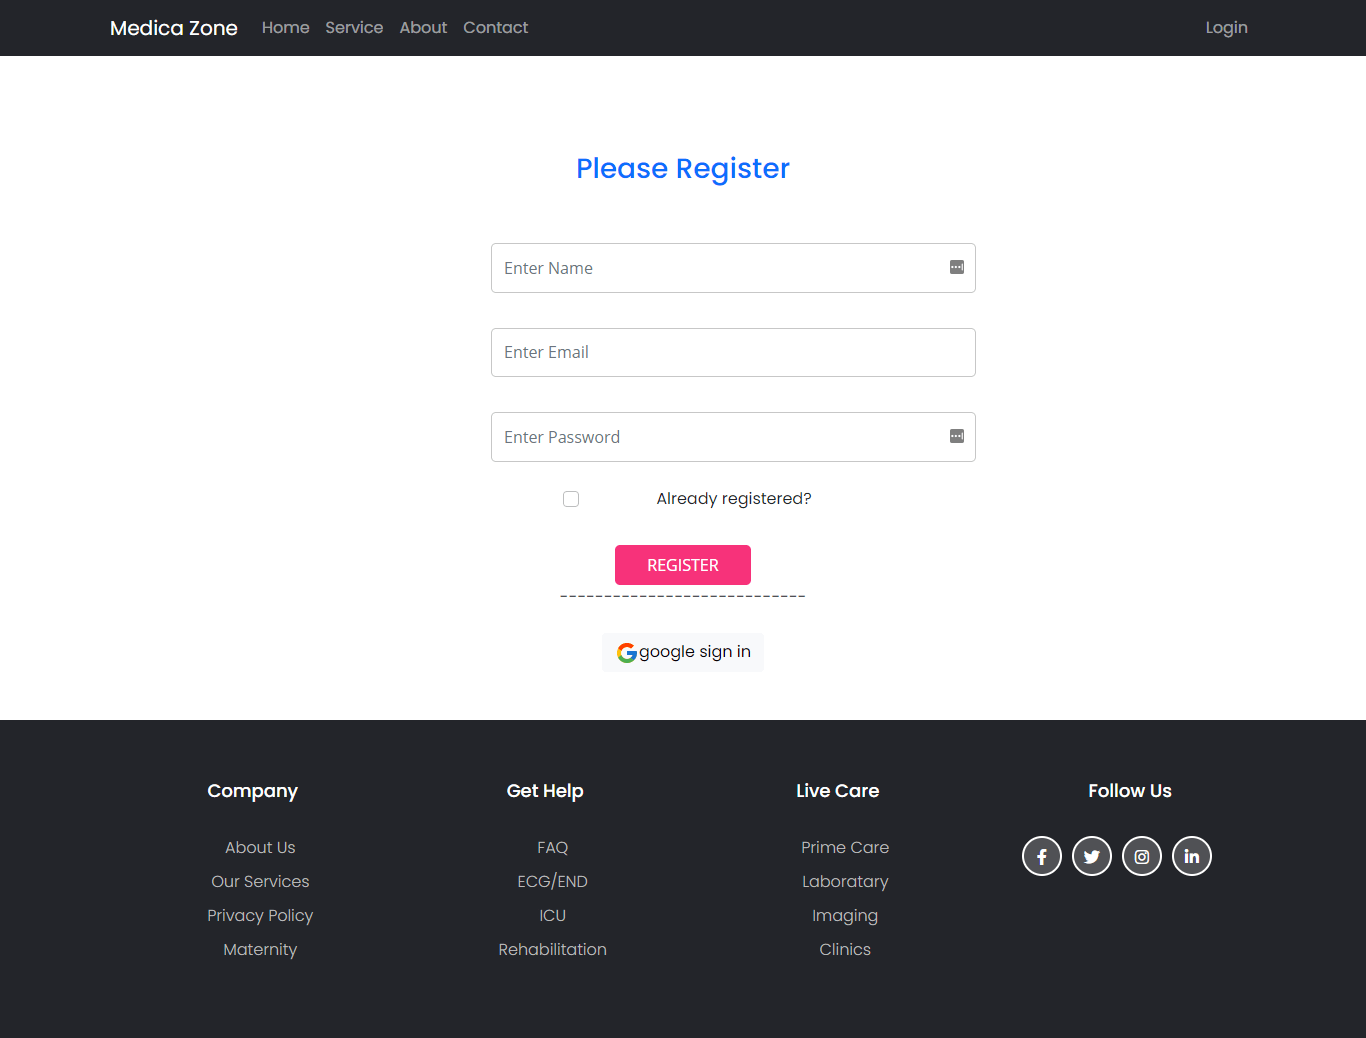 Medica Zone Home Service About Contact Login
Please Register
Enter Name
Enter Email
Enter Password
Already registered?
REGISTER
----------------------------
google sign in
Company Get Help Live Care Follow Us
About Us FAQ Prime Care
Our Services ECG/END Laboratary
Privacy Policy ICU Imaging
Maternity Rehabilitation Clinics